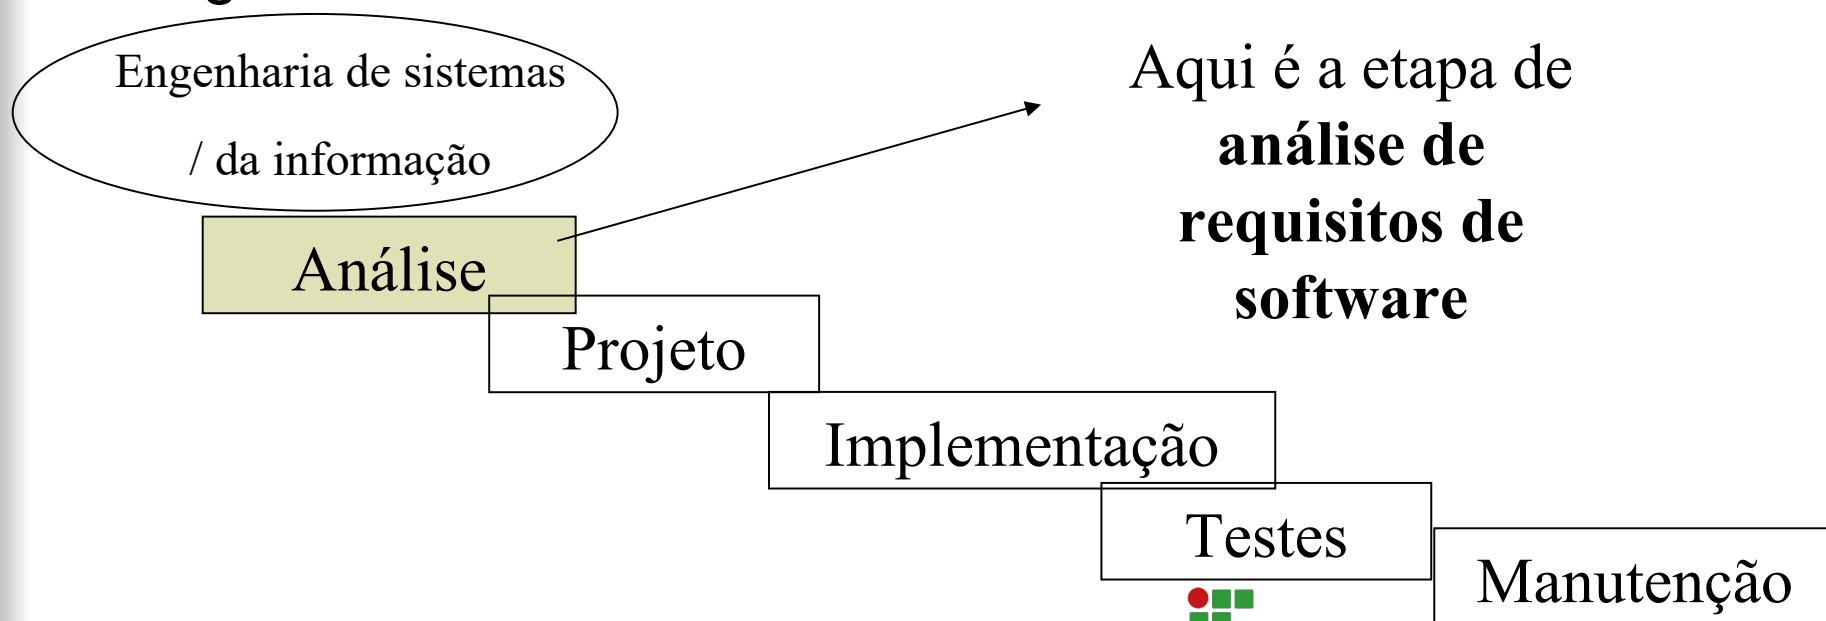 Engenharia de sistemas
/ da informação
Aqui é a etapa de
análise de
requisitos de
software
Análise
Projeto
Implementação
Testes
Manutenção